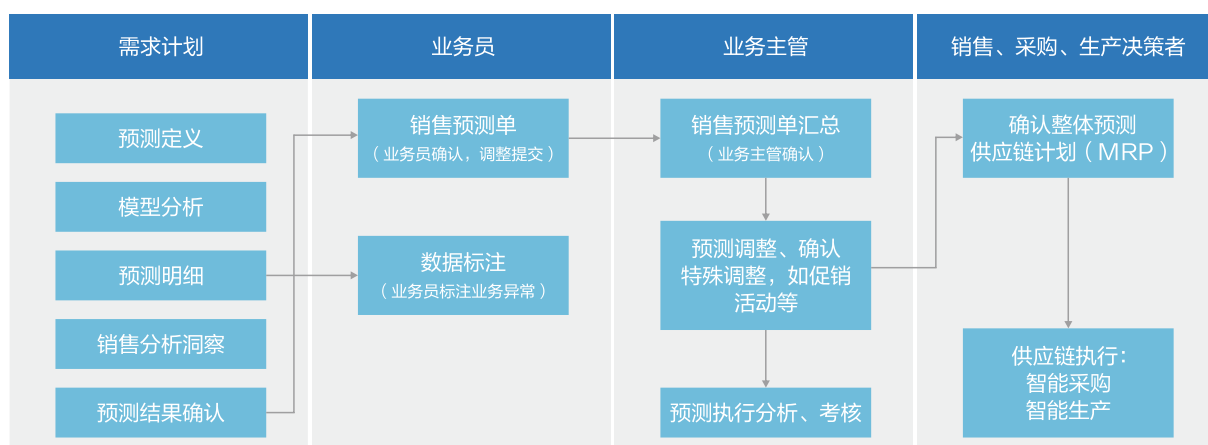 需求计划
业务员
业务主管
销售、采购、生产决策者
预测定义
模型分析
预测明细
销售分析洞察
预测结果确认
销售预测单
（业务员确认，调整提交）
数据标注
（业务员标注业务异常）
销售预测单汇总
（业务主管确认）
预测调整、确认
特殊调整，如促销
活动等
预测执行分析、考核
确认整体预测
供应链计划（MRP）
供应链执行：
智能采购
智能生产